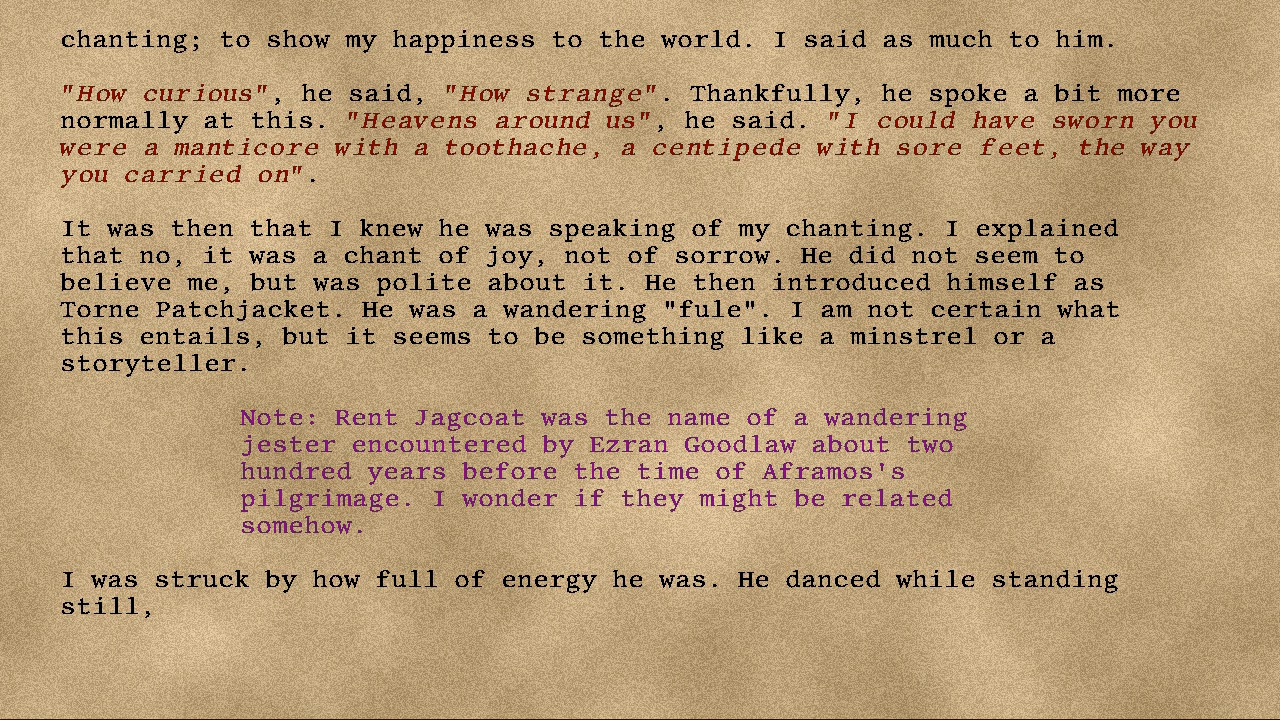 chanting; to show my happiness to the world. I said as much to him.
"How curious", he said, "How strange". Thankfully, he spoke a bit more
normally at this. "Heavens around us", he said. "I could have sworn you
were a manticore with a toothache, a centipede with sore feet, the way
you carried on".
It was then that I knew he was speaking of my chanting. I explained
that no, it was a chant of joy, not of sorrow. He did not seem to
believe me, but was polite about it. He then introduced himself as
Torne Patchjacket. He was a wandering "fule". I am not certain what
this entails, but it seems to be something like a minstrel or a
storyteller.
Note: Rent Jagcoat was the name of a wandering
jester encountered by Ezran Goodlaw about two
hundred years before the time of Aframos's
pilgrimage. I wonder if they might be related
somehow.
I was struck by how full of energy he was. He danced while standing
still,